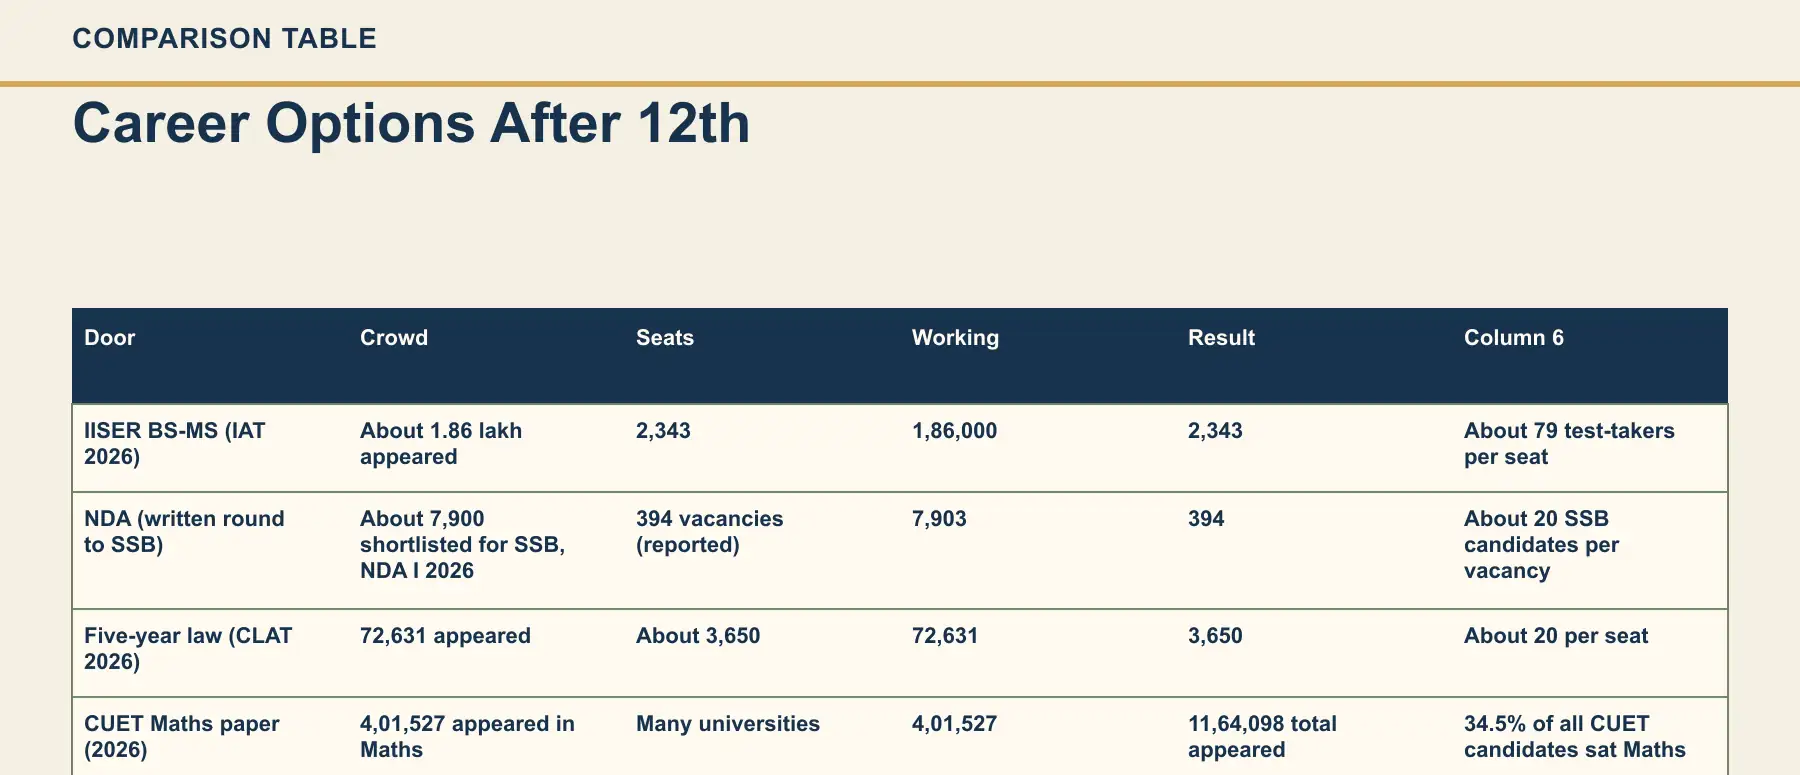 COMPARISON TABLE
Career Options After 12th
Door Crowd Seats Working Result Column 6
IISER BS-MS (IAT
2026)
About 1.86 lakh
appeared
2,343
1,86,000
2,343
About 79 test-takers
per seat
NDA (written round
to SSB)
About 7,900
shortlisted for SSB,
NDA I 2026
394 vacancies
(reported)
7,903
394
About 20 SSB
candidates per
vacancy
Five-year law (CLAT
2026)
72,631 appeared
About 3,650
72,631
3,650
About 20 per seat
CUET Maths paper
(2026)
4,01,527 appeared in
Maths
Many universities
4,01,527
11,64,098 total
appeared
34.5% of all CUET
candidates sat Maths